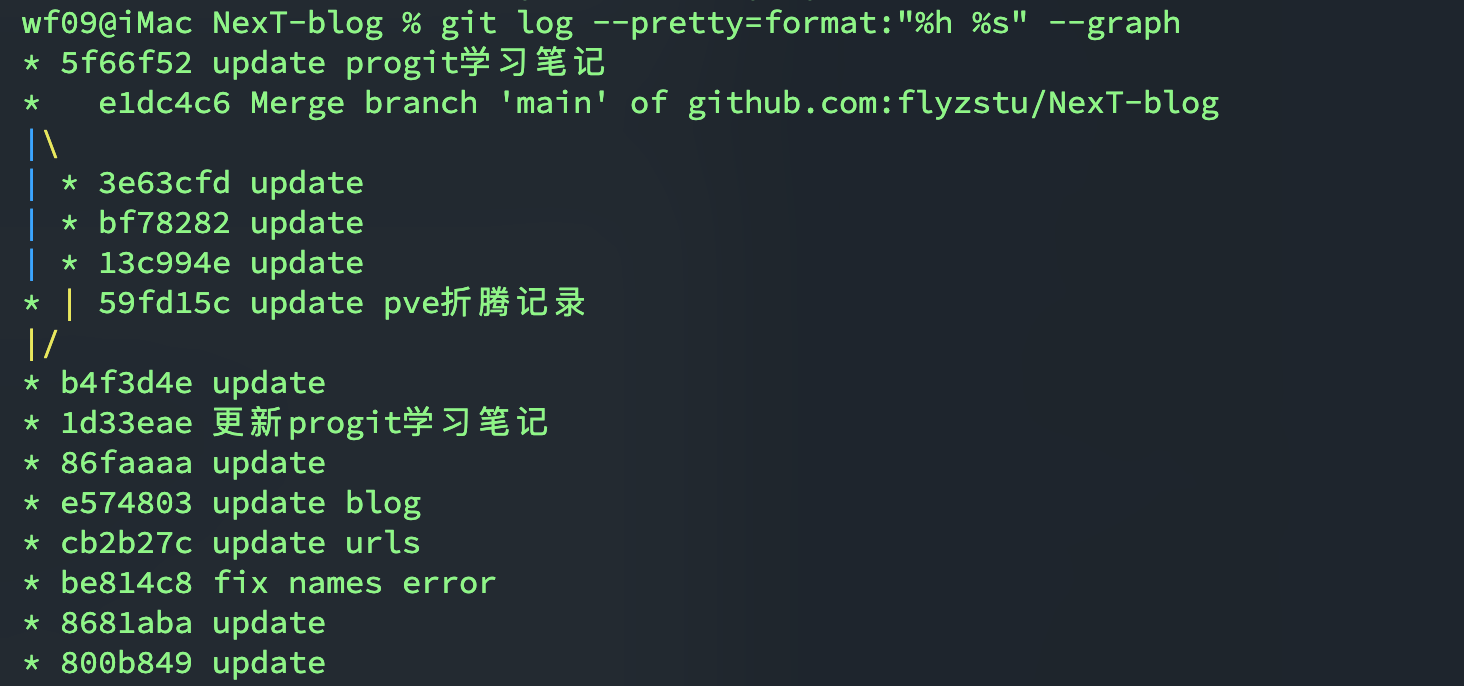 wf09@iMac NexT-blog % git log --pretty=format:"%h %s" --graph
* 5f66f52 update progit学习笔记
*   e1dc4c6 Merge branch 'main' of github.com:flyzstu/NexT-blog
|\
| * 3e63cfd update
| * bf78282 update
| * 13c994e update
* | 59fd15c update pve折腾记录
|/
* b4f3d4e update
* 1d33eae 更新progit学习笔记
* 86faaaa update
* e574803 update blog
* cb2b27c update urls
* be814c8 fix names error
* 8681aba update
* 800b849 update